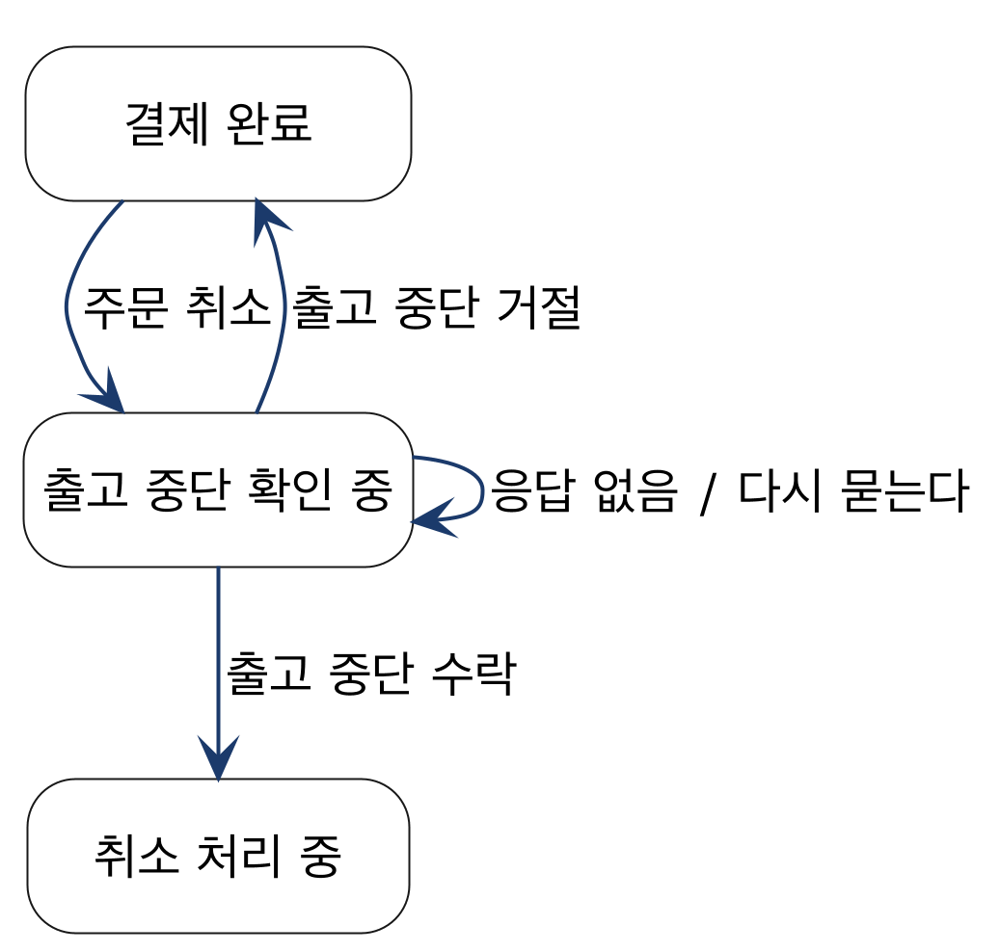 결제 완료
주문 취소
출고 중단 거절
출고 중단 확인 중
응답 없음 / 다시 묻는다
출고 중단 수락
취소 처리 중